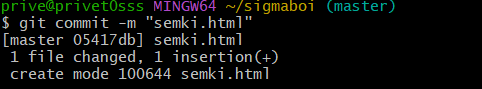 prive@privet0sss MINGW64 ~/sigmaboi (master)
$ git commit -m "semki.html"
[master 05417db] semki.html
1 file changed, 1 insertion(+)
create mode 100644 semki.html